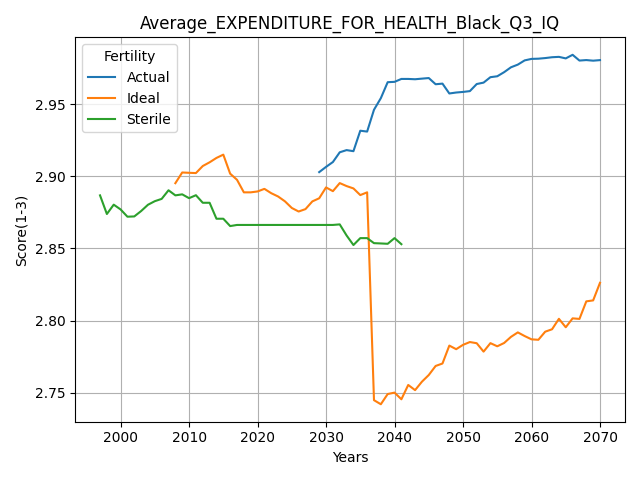 Average_EXPENDITURE_FOR_HEALTH_Black_Q3_IQ
Fertility
Actual
Ideal
Sterile
Score(1-3)
2.95
2.90
2.85
2.80
2.75
2000 2010 2020 2030 2040 2050 2060 2070
Years